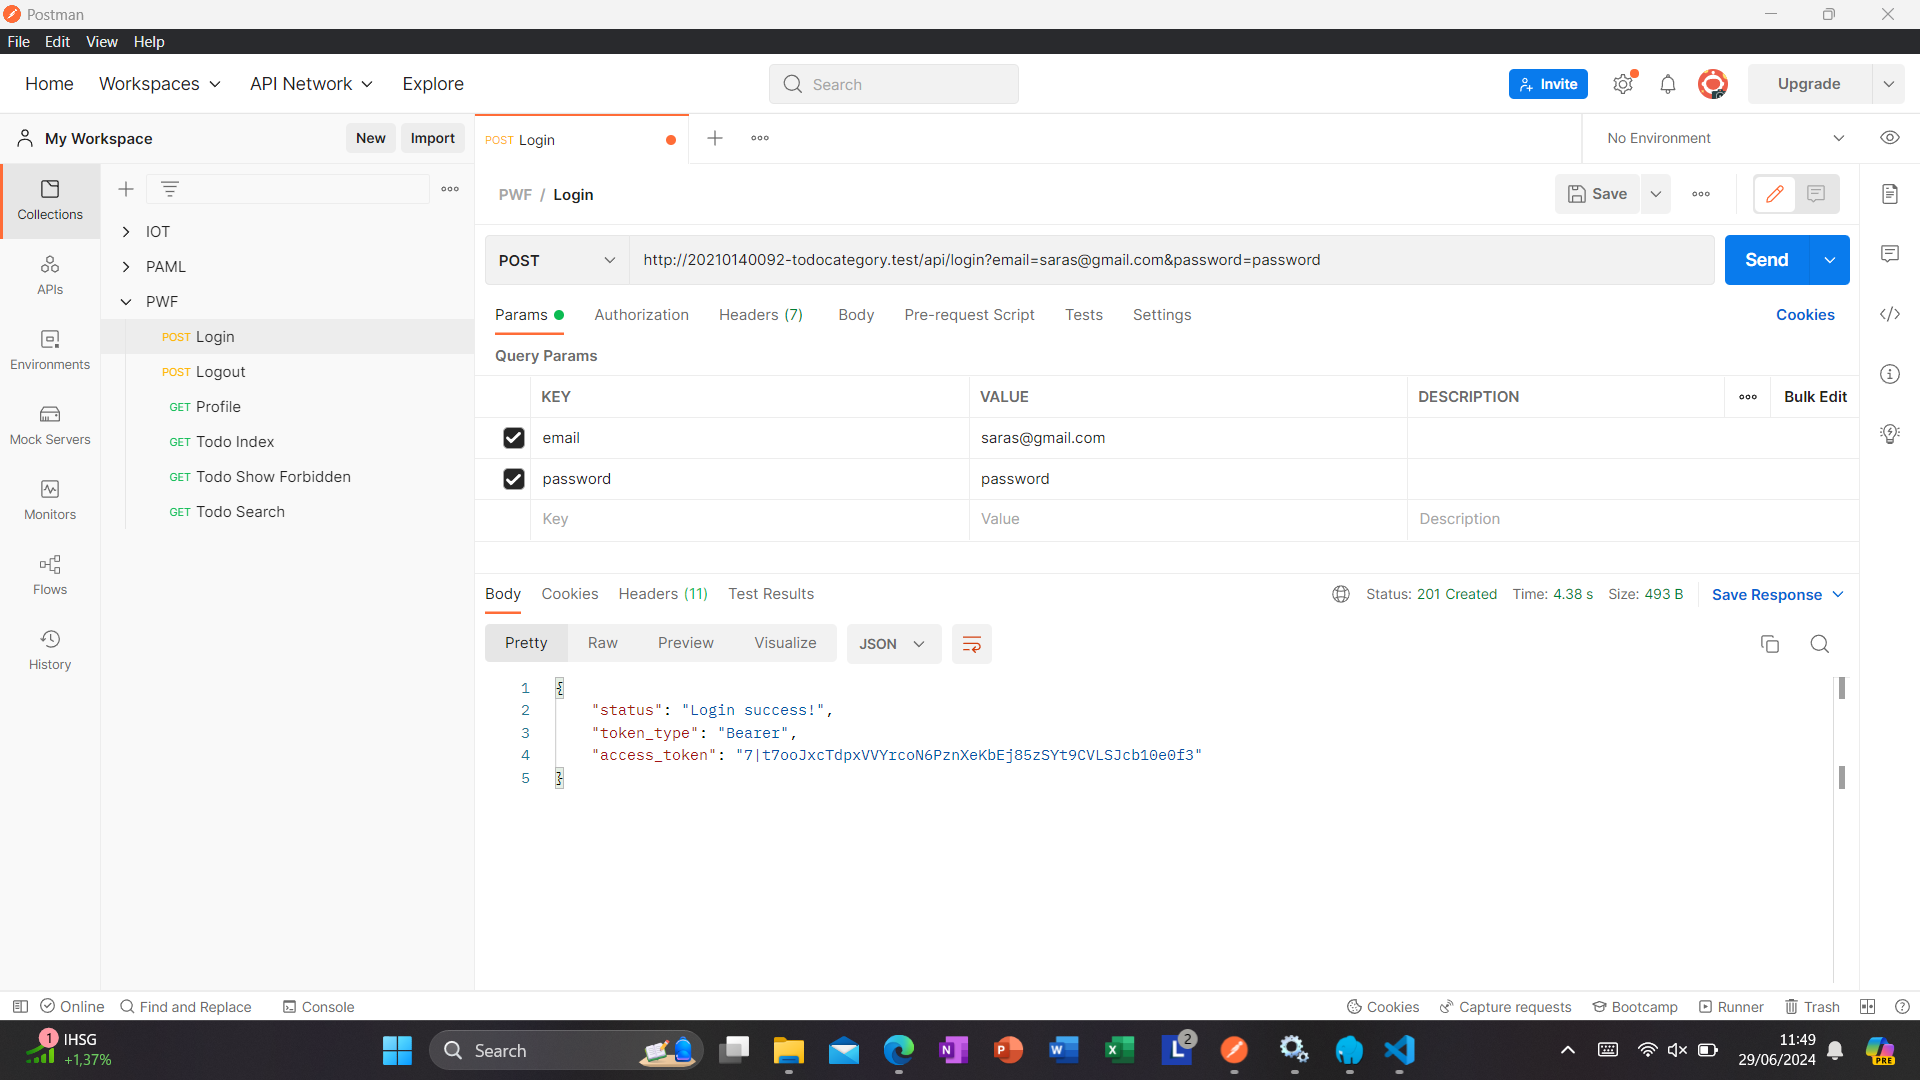 Postman
File Edit View Help
Home Workspaces API Network Explore Search Invite Upgrade
My Workspace New Import POST Login No Environment
Collections
APIs
Environments
Mock Servers
Monitors
Flows
History
IOT
PAML
PWF
POST Login
POST Logout
GET Profile
GET Todo Index
GET Todo Show Forbidden
GET Todo Search
PWF / Login Save
POST http://20210140092-todocategory.test/api/login?email=saras@gmail.com&password=password Send
Params Authorization Headers (7) Body Pre-request Script Tests Settings Cookies
Query Params
KEY VALUE DESCRIPTION Bulk Edit
email saras@gmail.com
password password
Key Value Description
Body Cookies Headers (11) Test Results Status: 201 Created Time: 4.38 s Size: 493 B Save Response
Pretty Raw Preview Visualize JSON
1 {
2 "status": "Login success!",
3 "token_type": "Bearer",
4 "access_token": "7|t7ooJxcTdpxVVYrcoN6PznXeKbEj85zSYt9CVLSJcb10e0f3"
5 }
Online Find and Replace Console Cookies Capture requests Bootcamp Runner Trash
1 IHSG
+1,37%
Search
2
11:49
29/06/2024
PRE